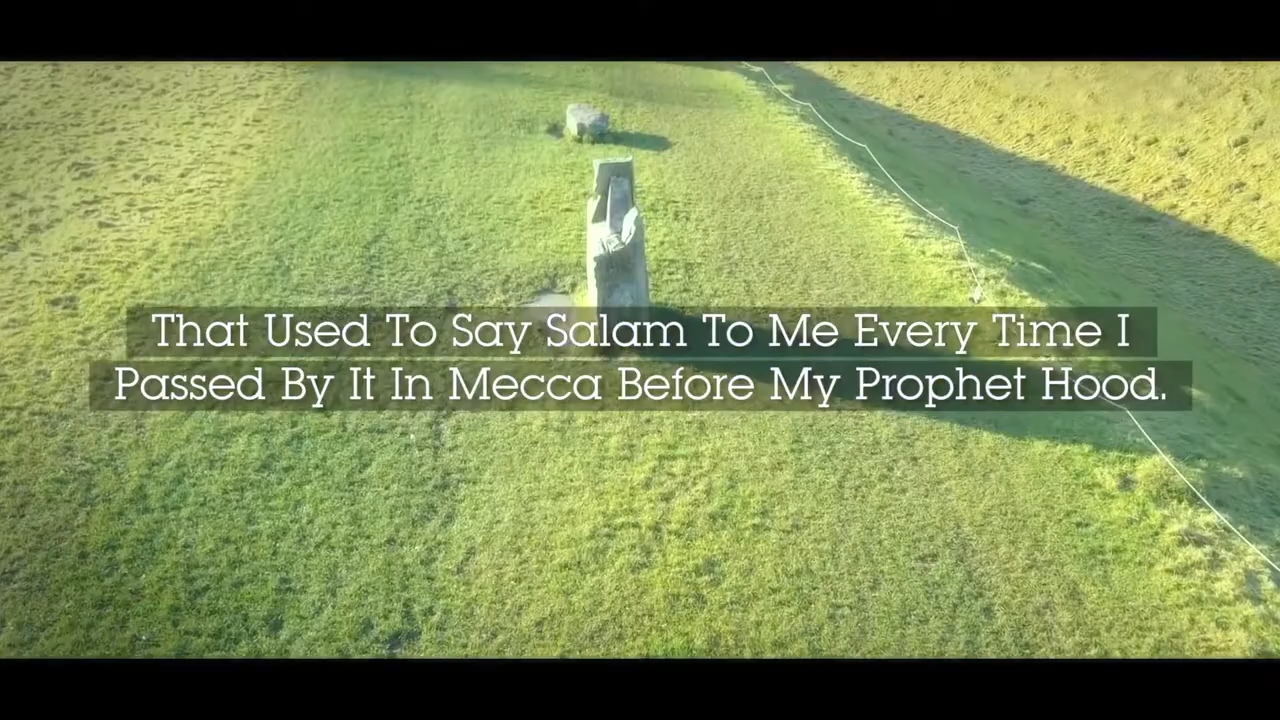 That Used To Say Salam To Me Every Time I
Passed By It In Mecca Before My Prophet Hood.